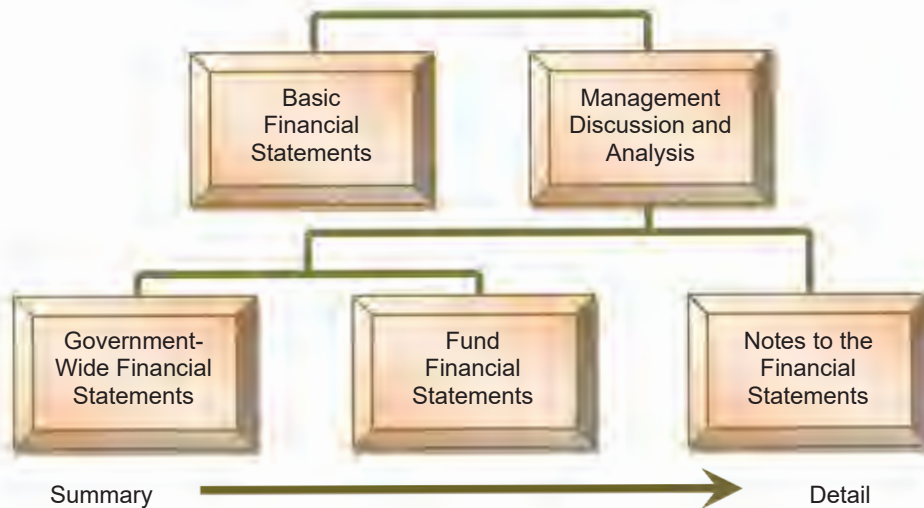 Basic
Financial
Statements
Management
Discussion and
Analysis
Government-
Wide Financial
Statements
Fund
Financial
Statements
Notes to the
Financial
Statements
Summary
Detail